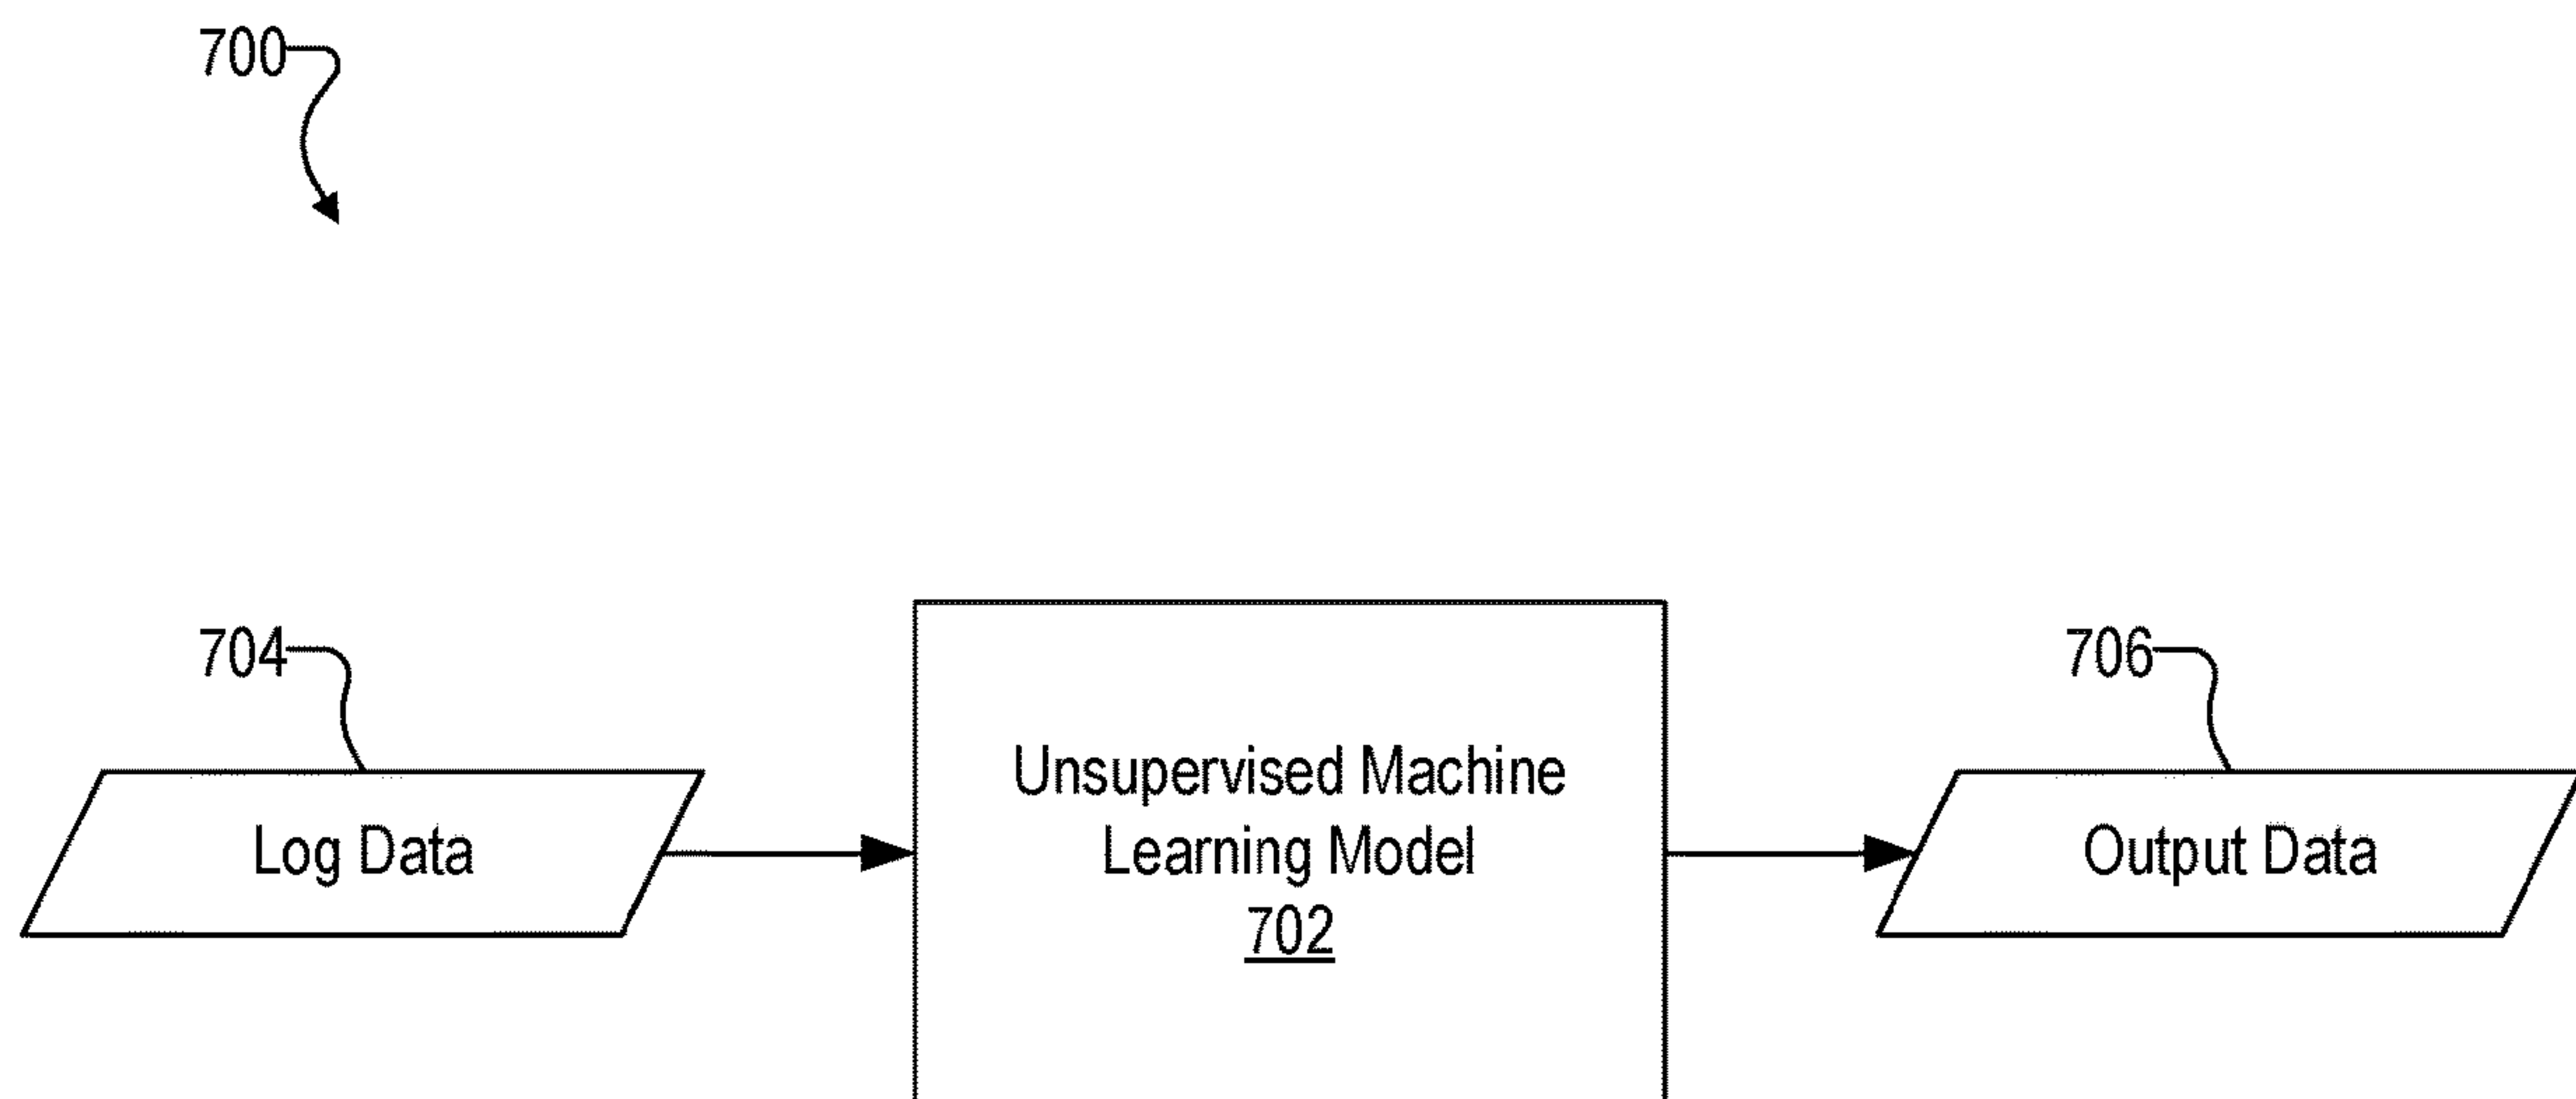 700
704
706
Unsupervised Machine
Learning Model
702
Log Data
Output Data